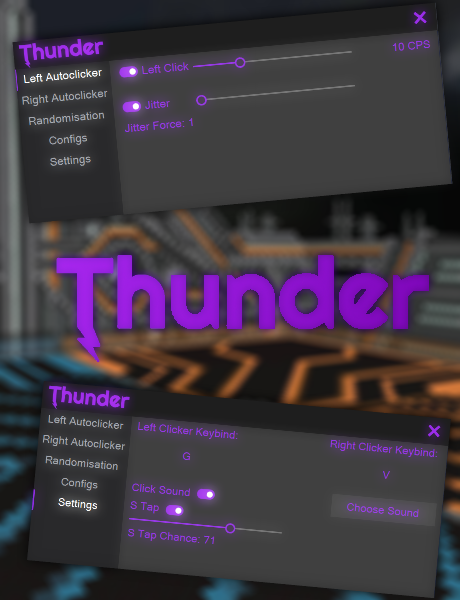 Thunder
Left Autoclicker
Right Autoclicker
Randomisation
Configs
Settings
Left Click
10 CPS
Jitter
Jitter Force: 1
Thunder
Thunder
Left Autoclicker
Right Autoclicker
Randomisation
Configs
Settings
Left Clicker Keybind:
G
Right Clicker Keybind:
V
Click Sound
Choose Sound
S Tap
S Tap Chance: 71